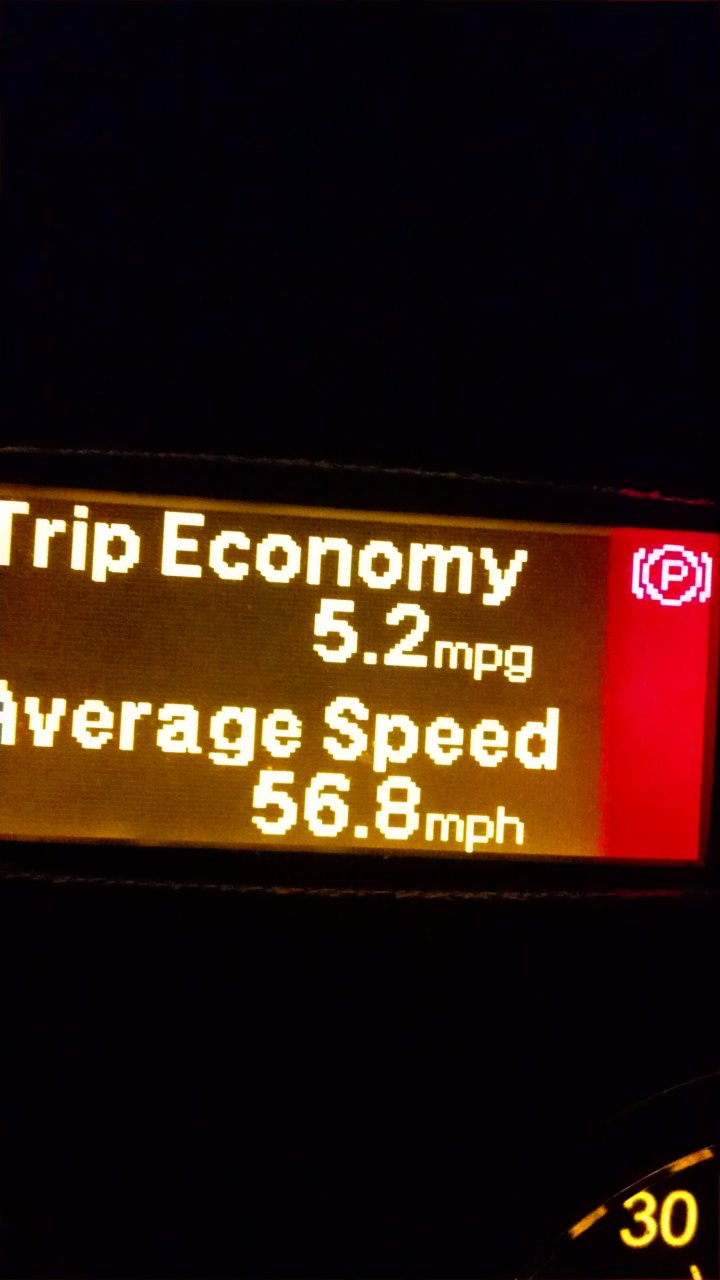 Trip Economy
(P)
5.2mpg
Average Speed
56.8mph
30